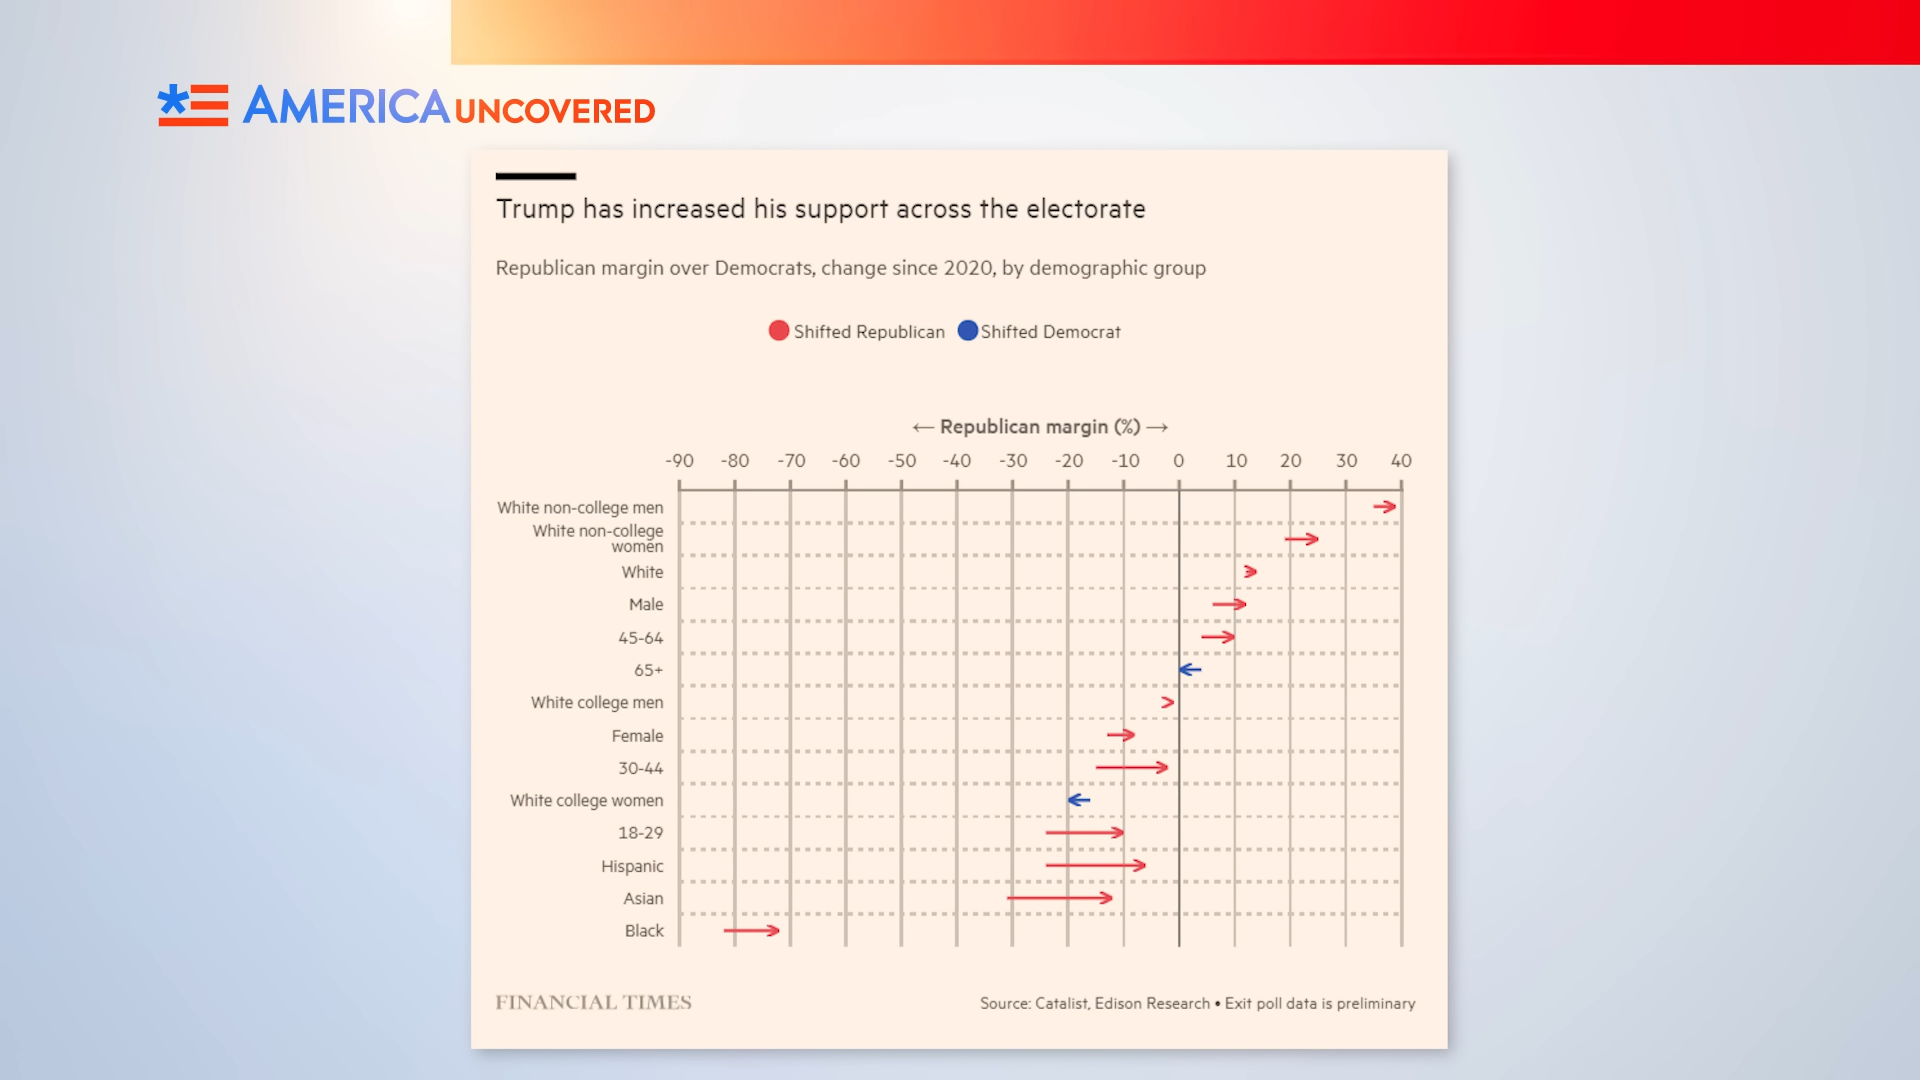 AMERICA UNCOVERED
Trump has increased his support across the electorate
Republican margin over Democrats, change since 2020, by demographic group
Shifted Republican Shifted Democrat
← Republican margin (%) →
-90 -80 -70 -60 -50 -40 -30 -20 -10 0 10 20 30 40
White non-college men
White non-college
women
White
Male
45-64
65+
White college men
Female
30-44
White college women
18-29
Hispanic
Asian
Black
FINANCIAL TIMES
Source: Catalist, Edison Research • Exit poll data is preliminary